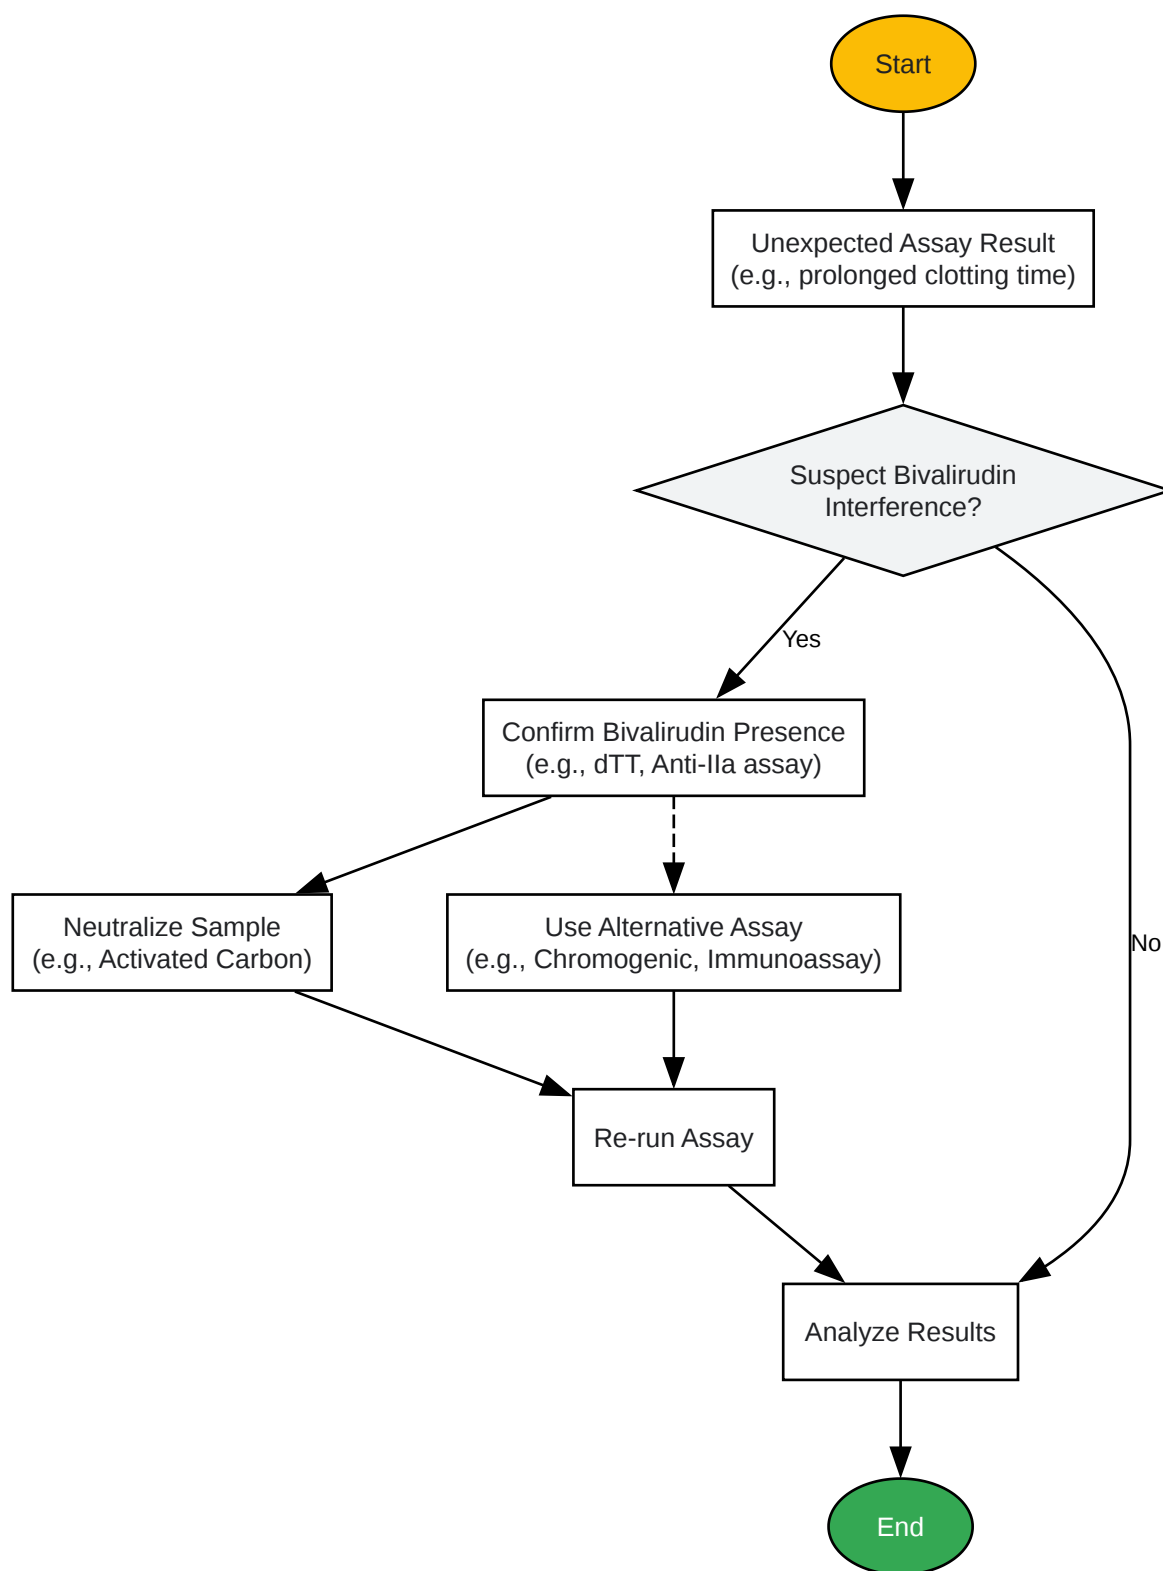 Start
Unexpected Assay Result
(e.g., prolonged clotting time)
Suspect Bivalirudin
Interference?
Yes
Confirm Bivalirudin Presence
(e.g., dTT, Anti-IIa assay)
Neutralize Sample
(e.g., Activated Carbon)
Use Alternative Assay
(e.g., Chromogenic, Immunoassay)
No
Re-run Assay
Analyze Results
End